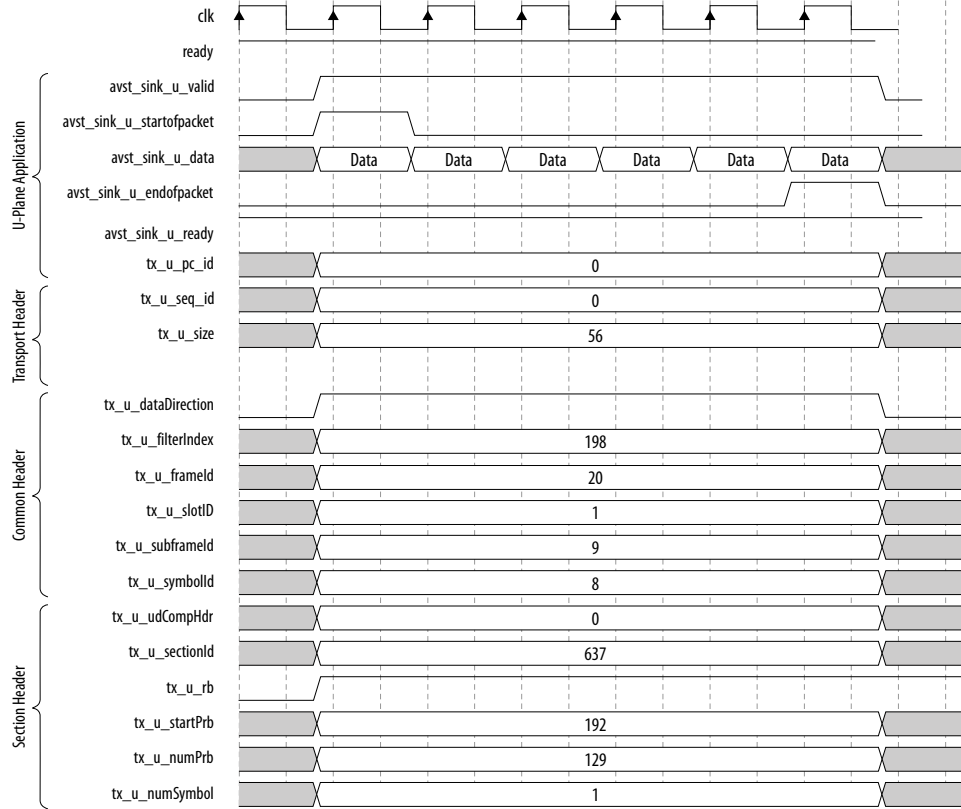 clk
ready
U-Plane Application
avst_sink_u_valid
avst_sink_u_startofpacket
avst_sink_u_data Data Data Data Data Data Data
avst_sink_u_endofpacket
avst_sink_u_ready
tx_u_pc_id 0
Transport Header
tx_u_seq_id 0
tx_u_size 56
Common Header
tx_u_dataDirection
tx_u_filterIndex 198
tx_u_frameId 20
tx_u_slotID 1
tx_u_subframeId 9
tx_u_symbolId 8
Section Header
tx_u_udCompHdr 0
tx_u_sectionId 637
tx_u_rb
tx_u_startPrb 192
tx_u_numPrb 129
tx_u_numSymbol 1